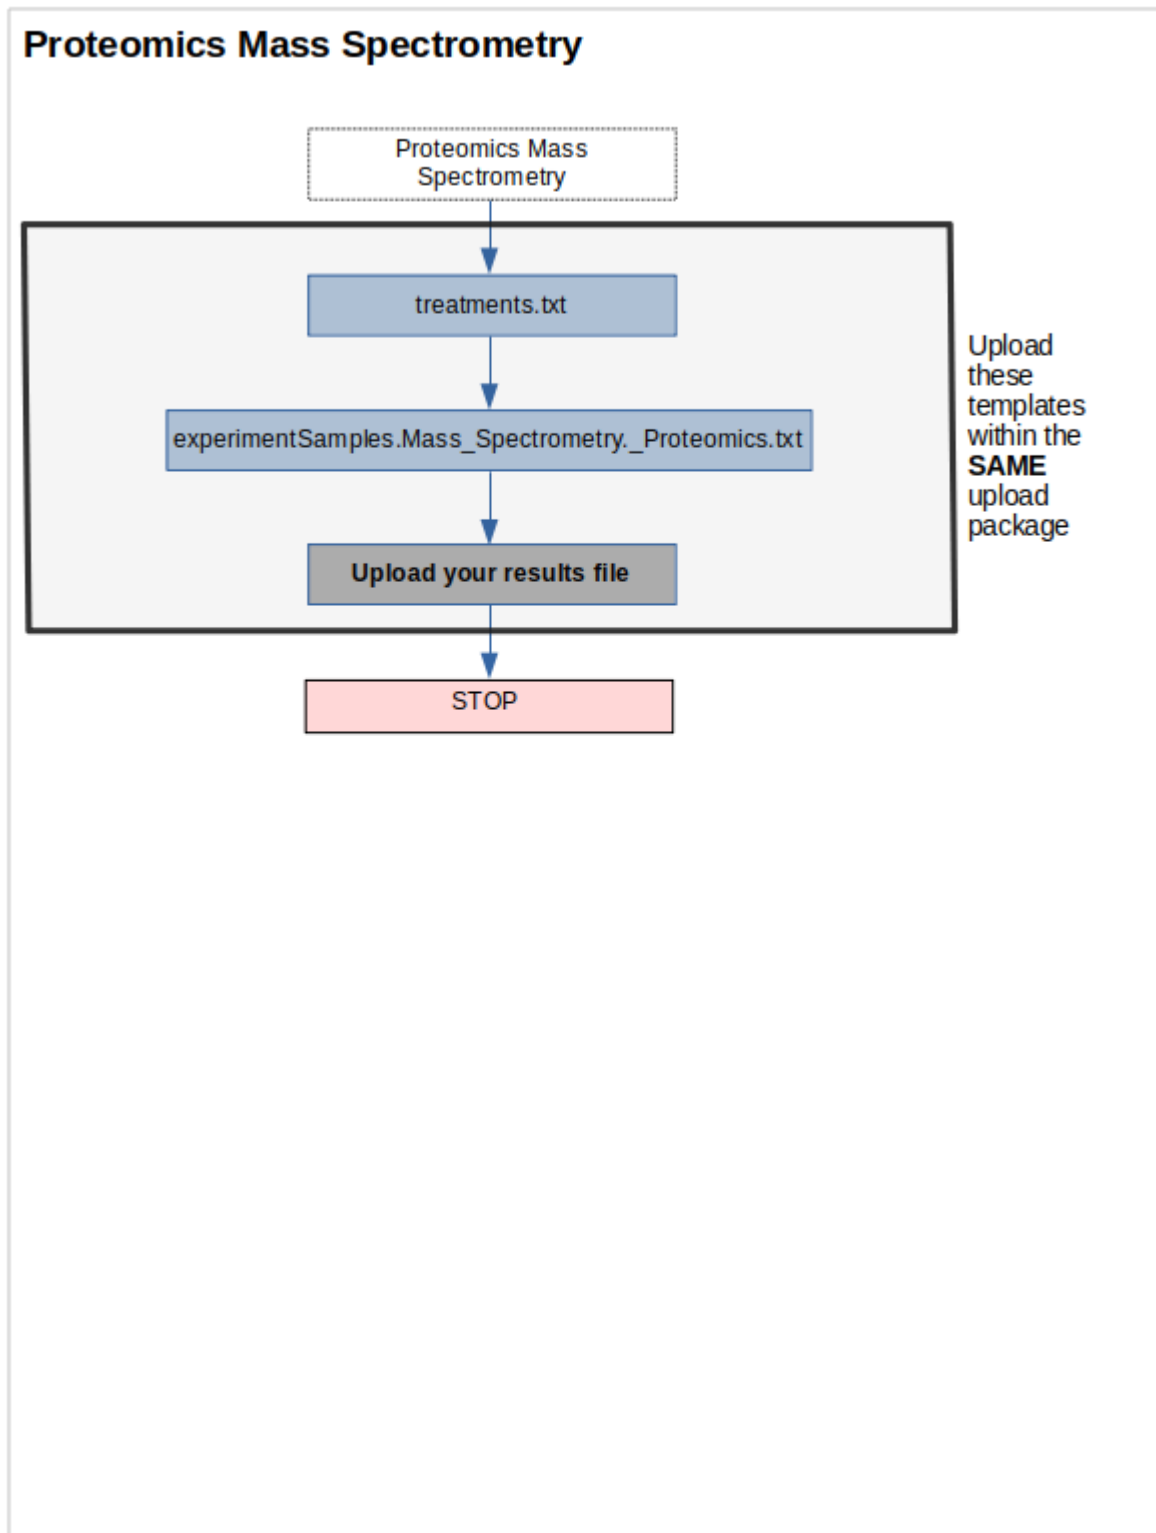 Proteomics Mass Spectrometry
Proteomics Mass
Spectrometry
treatments.txt
experimentSamples.Mass_Spectrometry._Proteomics.txt
Upload your results file
STOP
Upload
these
templates
within the
SAME
upload
package